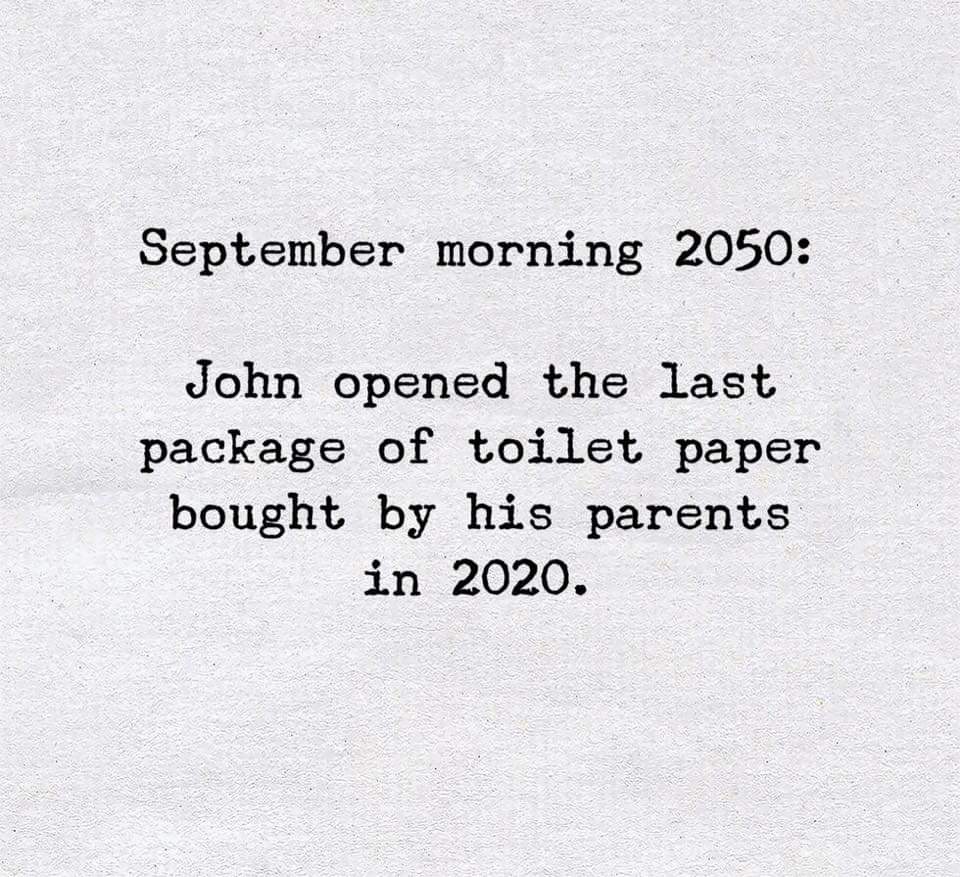 September morning 2050:
John opened the last
package of toilet paper
bought by his parents
in 2020.